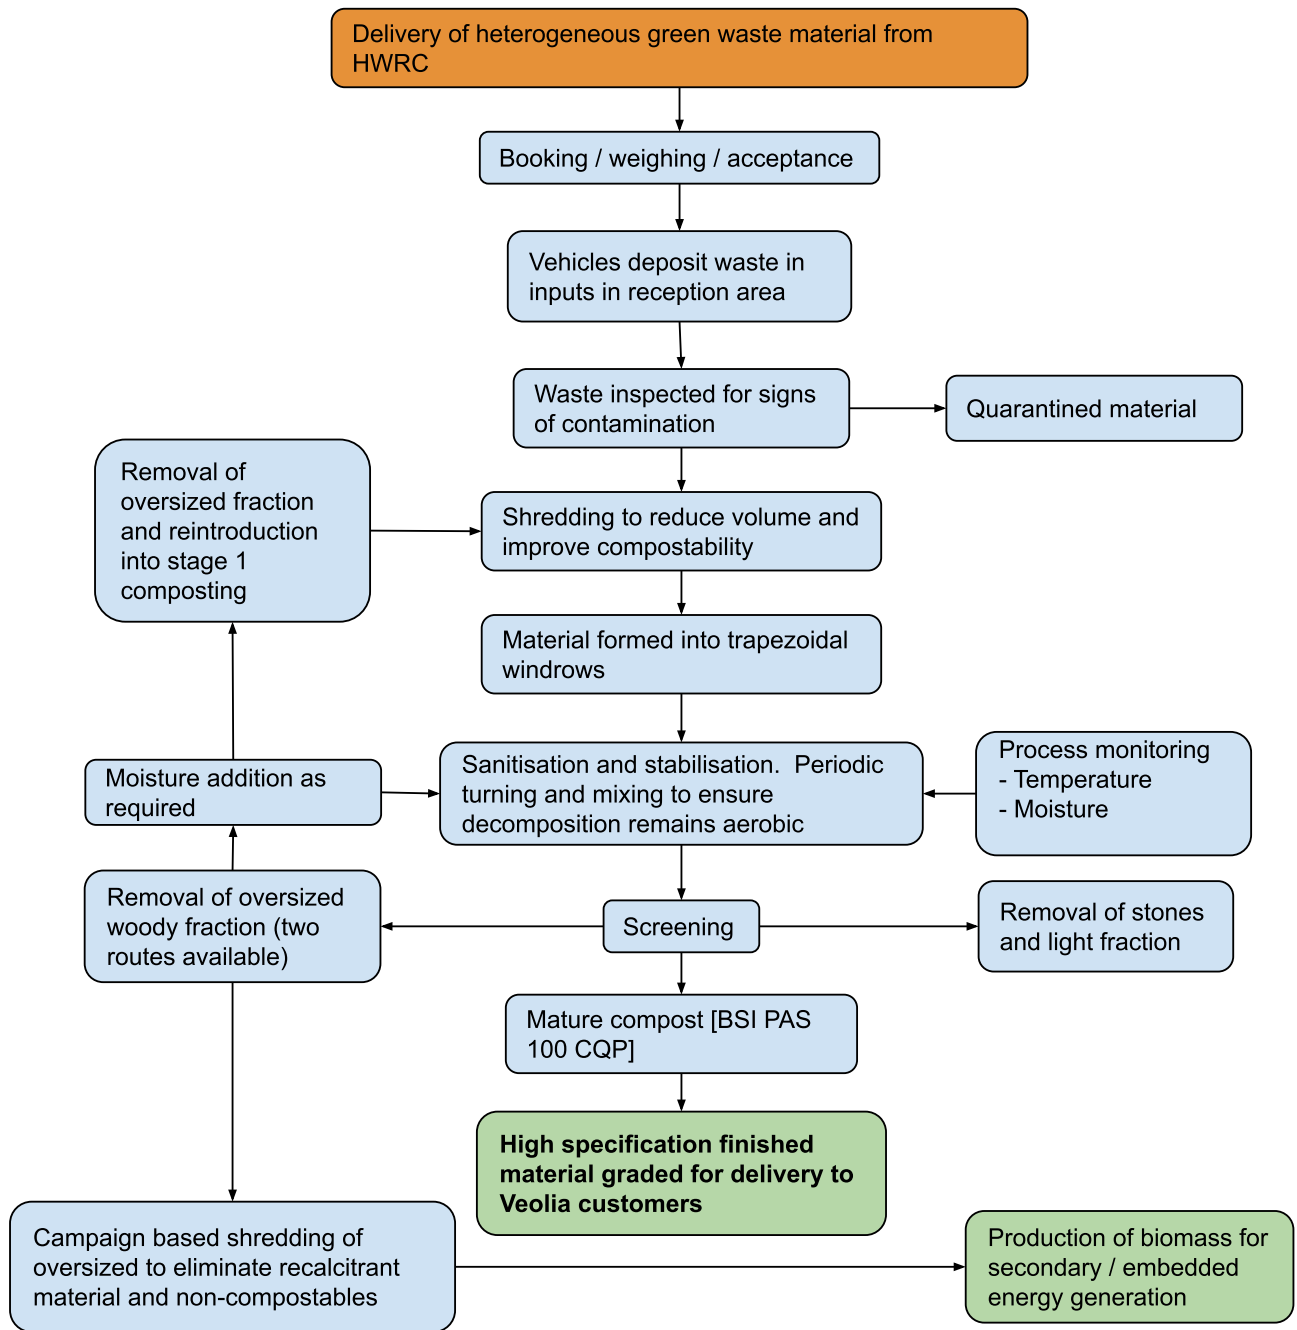 Delivery of heterogeneous green waste material from
HWRC
Booking / weighing / acceptance
Vehicles deposit waste in
inputs in reception area
Waste inspected for signs
of contamination
Quarantined material
Removal of
oversized fraction
and reintroduction
into stage 1
composting
Shredding to reduce volume and
improve compostability
Material formed into trapezoidal
windrows
Moisture addition as
required
Sanitisation and stabilisation.  Periodic
turning and mixing to ensure
decomposition remains aerobic
Process monitoring
- Temperature
- Moisture
Removal of oversized
woody fraction (two
routes available)
Screening
Removal of stones
and light fraction
Mature compost [BSI PAS
100 CQP]
High specification finished
material graded for delivery to
Veolia customers
Campaign based shredding of
oversized to eliminate recalcitrant
material and non-compostables
Production of biomass for
secondary / embedded
energy generation